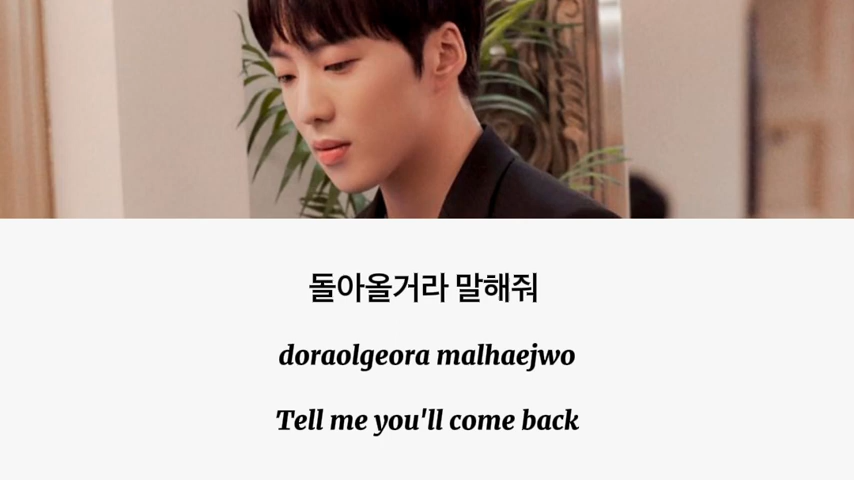 돌아올거라 말해줘
doraolgeora malhaejwo
Tell me you'll come back